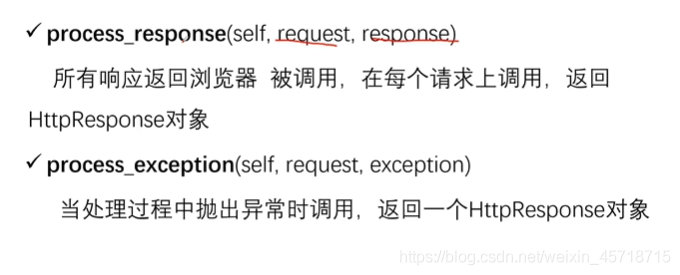 ✓ process_response(self, request, response)
所有响应返回浏览器 被调用，在每个请求上调用，返回
HttpResponse对象
✓ process_exception(self, request, exception)
当处理过程中抛出异常时调用，返回一个HttpResponse对象
https://blog.csdn.net/weixin_45718715